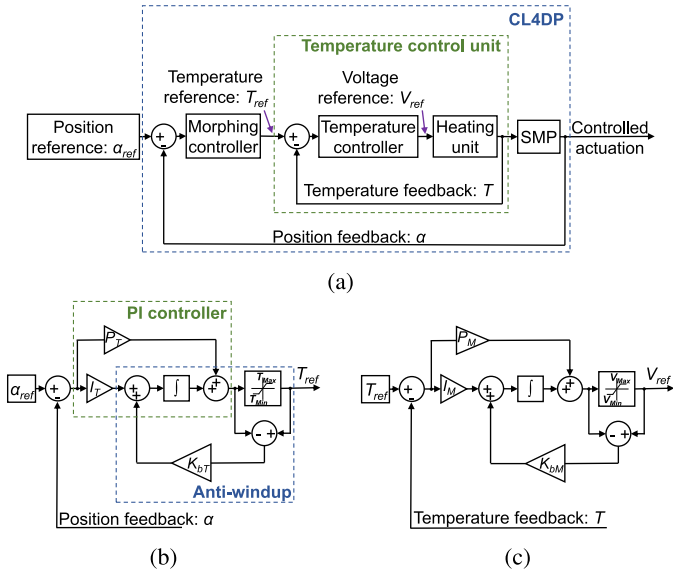 CL4DP
Temperature control unit
Temperature
reference: T_ref
Voltage
reference: V_ref
Position
reference: α_ref
+
-
Morphing
controller
+
-
Temperature
controller
Heating
unit
SMP
Controlled
actuation
Temperature feedback: T
Position feedback: α
(a)
PI controller
P_T
α_ref
+
-
I_T
+
+
∫
+
+
T_Max
T_Min
T_ref
- +
K_bT
Anti-windup
Position feedback: α
(b)
P_M
T_ref
+
-
I_M
+
+
∫
+
+
V_Max
V_Min
V_ref
- +
K_bM
Temperature feedback: T
(c)